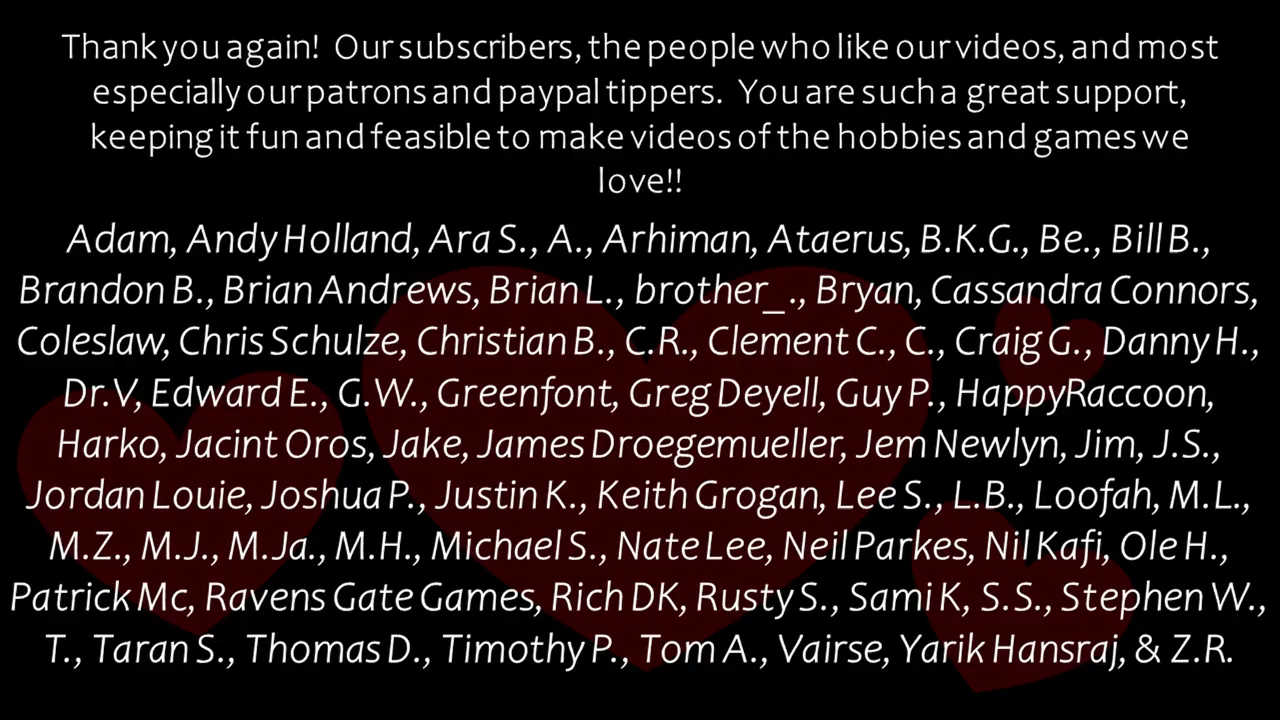 Thank you again!  Our subscribers, the people who like our videos, and most
especially our patrons and paypal tippers.  You are such a great support,
keeping it fun and feasible to make videos of the hobbies and games we
love!!
Adam, Andy Holland, Ara S., A., Arhiman, Ataerus, B.K.G., Be., Bill B.,
Brandon B., Brian Andrews, Brian L., brother_., Bryan, Cassandra Connors,
Coleslaw, Chris Schulze, Christian B., C.R., Clement C., C., Craig G., Danny H.,
Dr.V, Edward E., G.W., Greenfont, Greg Deyell, Guy P., HappyRaccoon,
Harko, Jacint Oros, Jake, James Droegemueller, Jem Newlyn, Jim, J.S.,
Jordan Louie, Joshua P., Justin K., Keith Grogan, Lee S., L.B., Loofah, M.L.,
M.Z., M.J., M.Ja., M.H., Michael S., Nate Lee, Neil Parkes, Nil Kafi, Ole H.,
Patrick Mc, Ravens Gate Games, Rich DK, Rusty S., Sami K, S.S., Stephen W.,
T., Taran S., Thomas D., Timothy P., Tom A., Vairse, Yarik Hansraj, & Z.R.